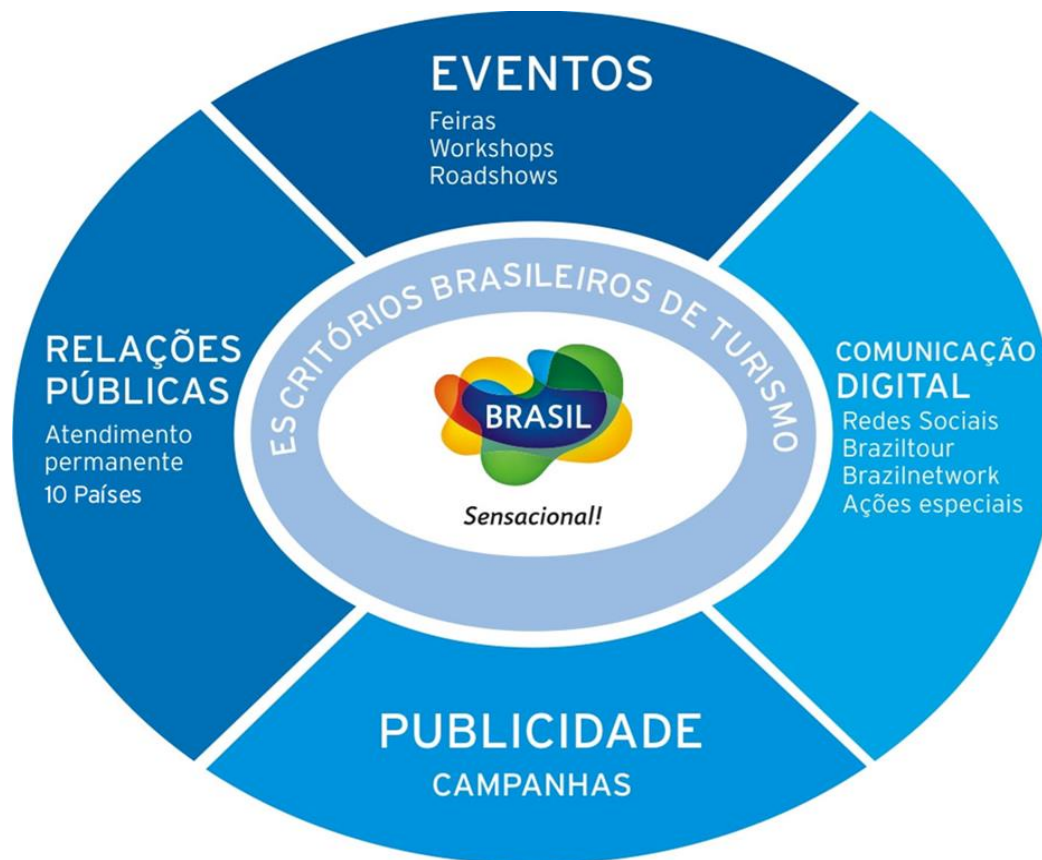 EVENTOS
Feiras
Workshops
Roadshows
ESCRITÓRIOS BRASILEIROS DE TURISMO
RELAÇÕES
PÚBLICAS
Atendimento
permanente
10 Países
BRASIL
Sensacional!
COMUNICAÇÃO
DIGITAL
Redes Sociais
Braziltour
Brazilnetwork
Ações especiais
PUBLICIDADE
CAMPANHAS